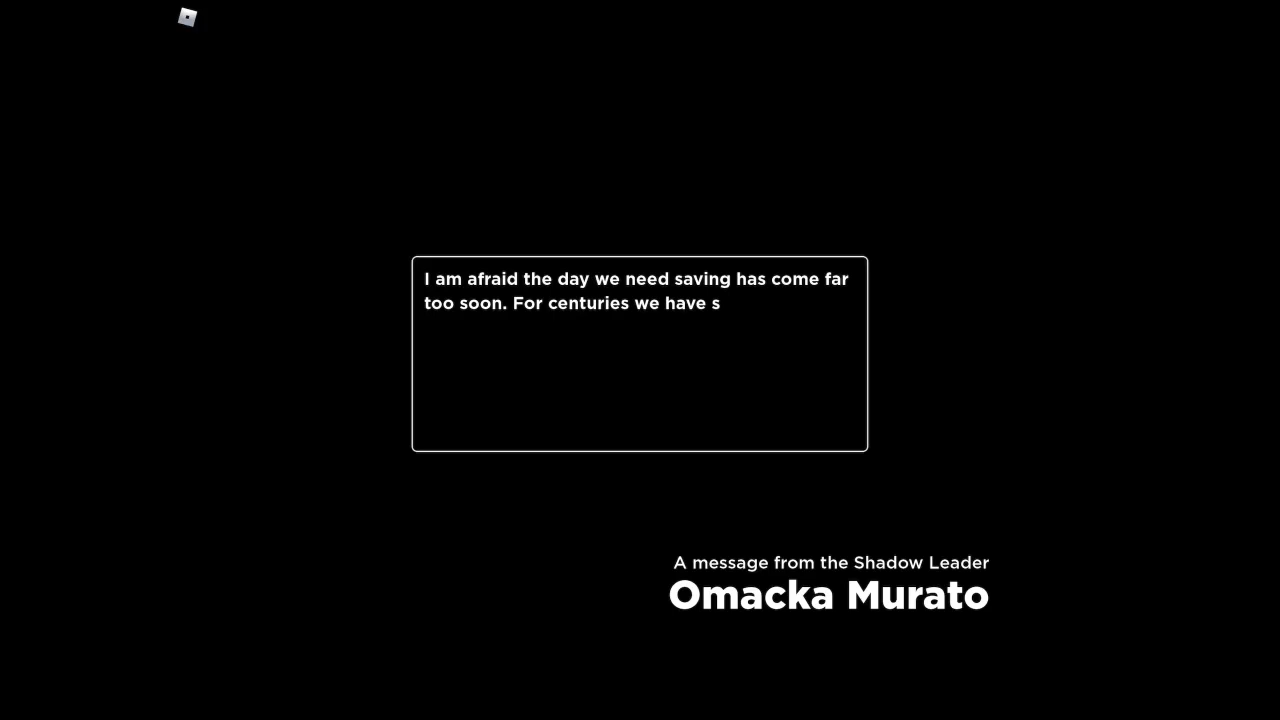 I am afraid the day we need saving has come far
too soon. For centuries we have s
A message from the Shadow Leader
Omacka Murato